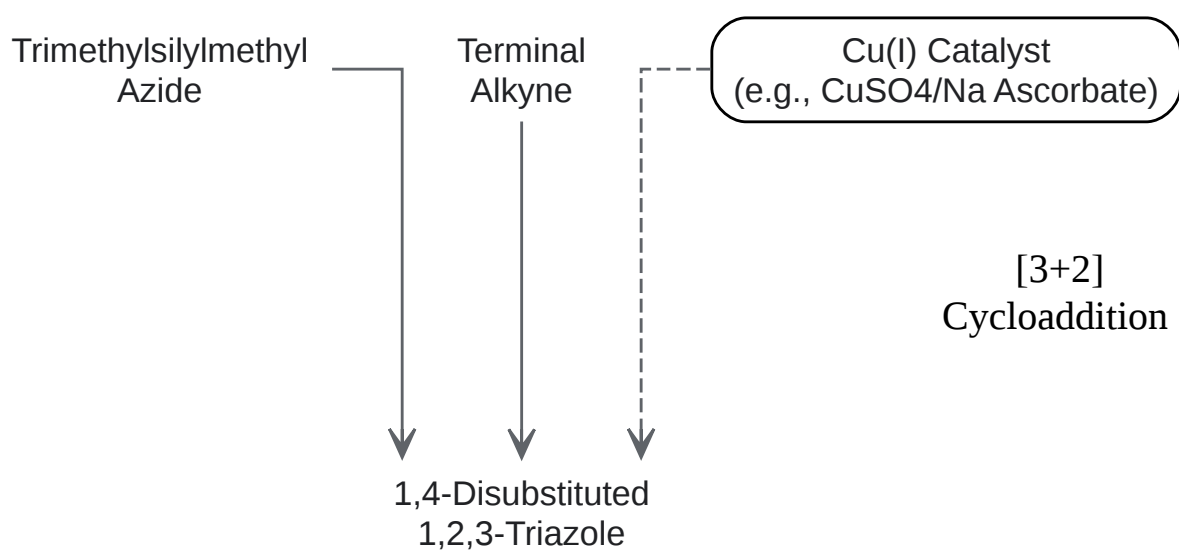 Trimethylsilylmethyl
Azide
Terminal
Alkyne
Cu(I) Catalyst
(e.g., CuSO4/Na Ascorbate)
[3+2]
Cycloaddition
1,4-Disubstituted
1,2,3-Triazole